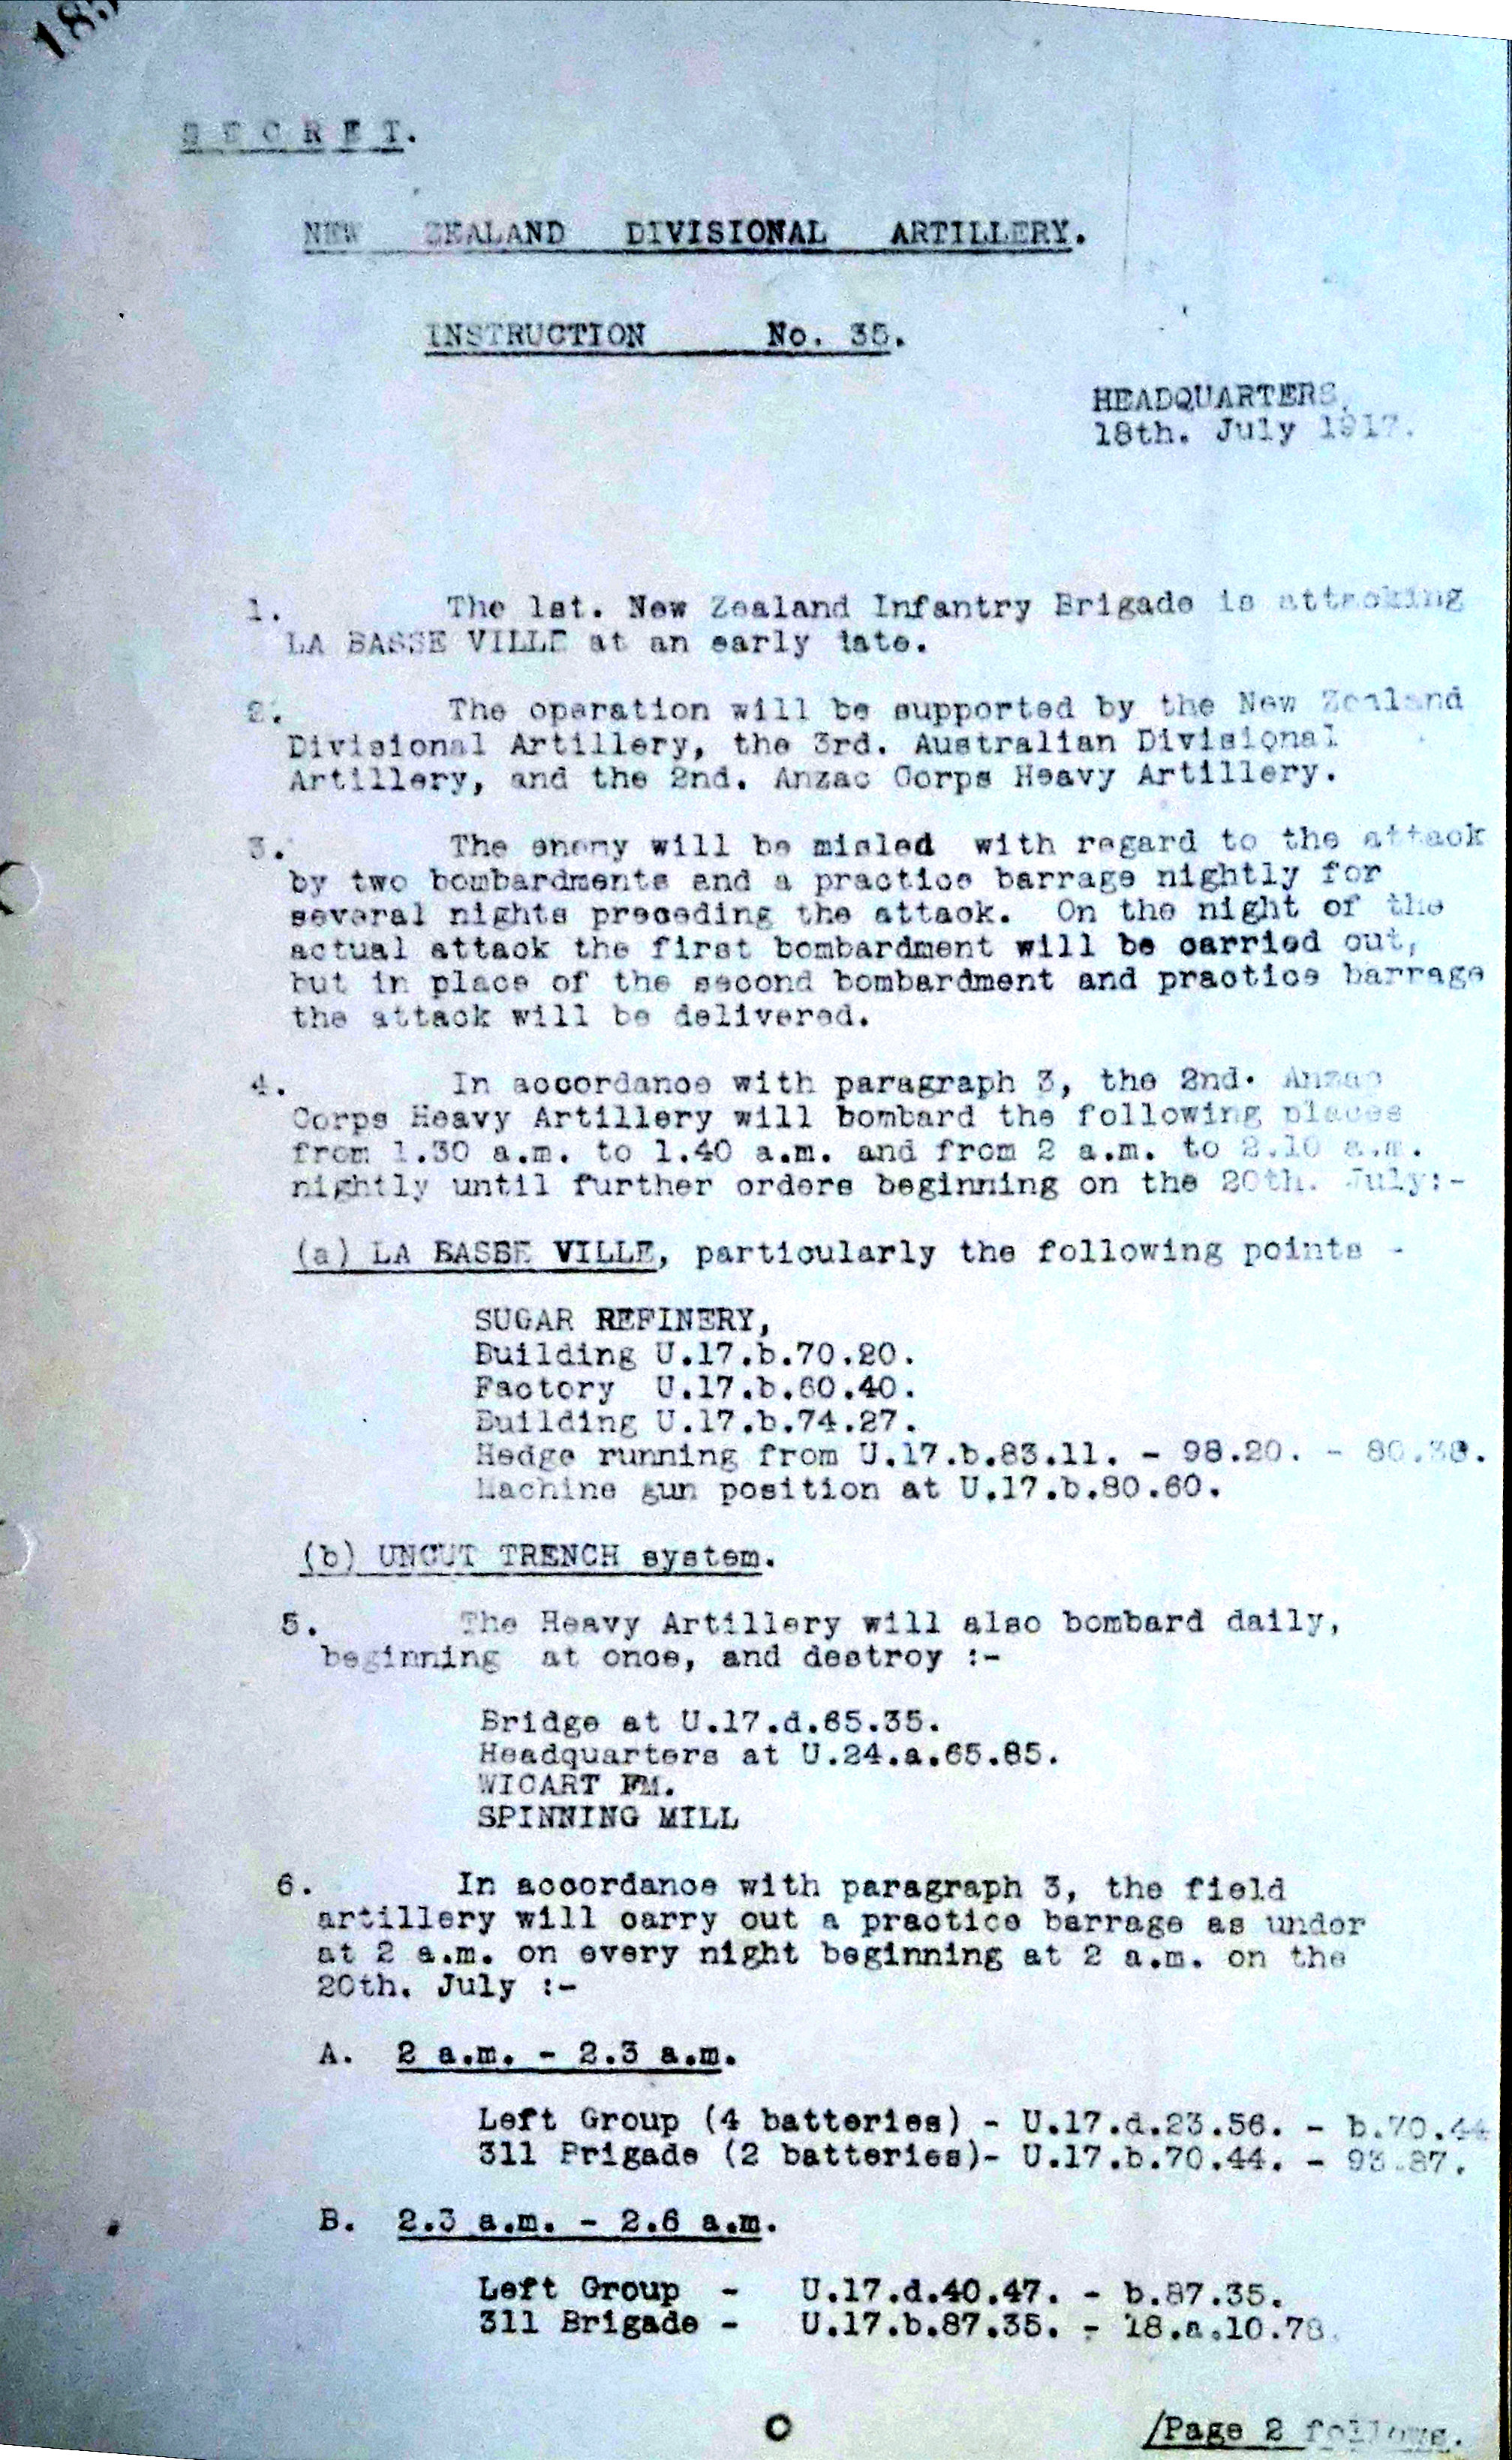 SECRET.
NEW ZEALAND DIVISIONAL ARTILLERY.
INSTRUCTION No. 35.
HEADQUARTERS,
18th. July 1917.
1. The 1st. New Zealand Infantry Brigade is attacking
LA BASSE VILLE at an early date.
2. The operation will be supported by the New Zealand
Divisional Artillery, the 3rd. Australian Divisional
Artillery, and the 2nd. Anzac Corps Heavy Artillery.
3. The enemy will be misled with regard to the attack
by two bombardments and a practice barrage nightly for
several nights preceding the attack. On the night of the
actual attack the first bombardment will be carried out,
but in place of the second bombardment and practice barrage
the attack will be delivered.
4. In accordance with paragraph 3, the 2nd. Anzac
Corps Heavy Artillery will bombard the following places
from 1.30 a.m. to 1.40 a.m. and from 2 a.m. to 2.10 a.m.
nightly until further orders beginning on the 20th. July:-
(a) LA BASSE VILLE, particularly the following points -
SUGAR REFINERY,
Building U.17.b.70.20.
Factory U.17.b.60.40.
Building U.17.b.74.27.
Hedge running from U.17.b.83.11. - 98.20. -
Machine gun position at U.17.b.80.60.
(b) UNCUT TRENCH system.
5. The Heavy Artillery will also bombard daily,
beginning at once, and destroy :-
Bridge at U.17.d.65.35.
Headquarters at U.24.a.65.85.
WICART FM.
SPINNING MILL
6. In accordance with paragraph 3, the field
artillery will carry out a practice barrage as under
at 2 a.m. on every night beginning at 2 a.m. on the
20th. July :-
A. 2 a.m. - 2.3 a.m.
Left Group (4 batteries) - U.17.d.23.56. - b.70.44
311 Brigade (2 batteries)- U.17.b.70.44. - 93.87.
B. 2.3 a.m. - 2.6 a.m.
Left Group - U.17.d.40.47. - b.87.35.
311 Brigade - U.17.b.87.35. - 18.a.10.78.
/Page 2 follows.